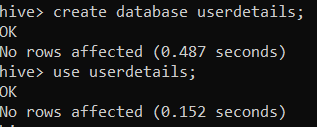 hive> create database userdetails;
OK
No rows affected (0.487 seconds)
hive> use userdetails;
OK
No rows affected (0.152 seconds)